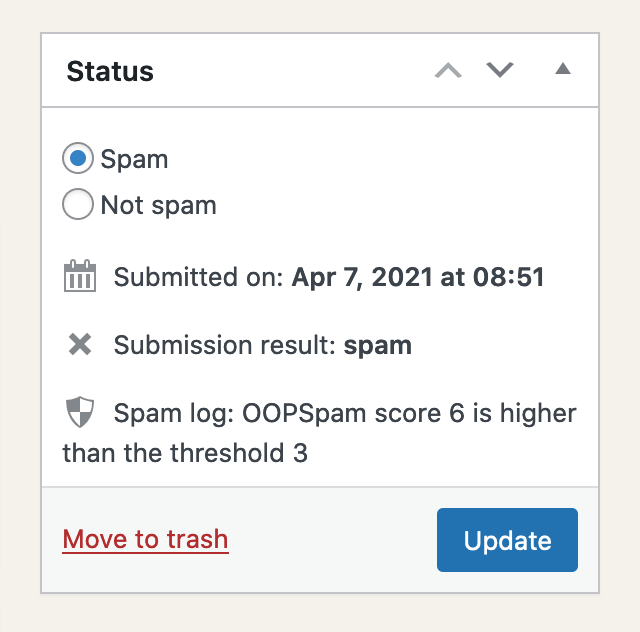 Status
Spam
Not spam
Submitted on: Apr 7, 2021 at 08:51
Submission result: spam
Spam log: OOPSpam score 6 is higher
than the threshold 3
Move to trash
Update